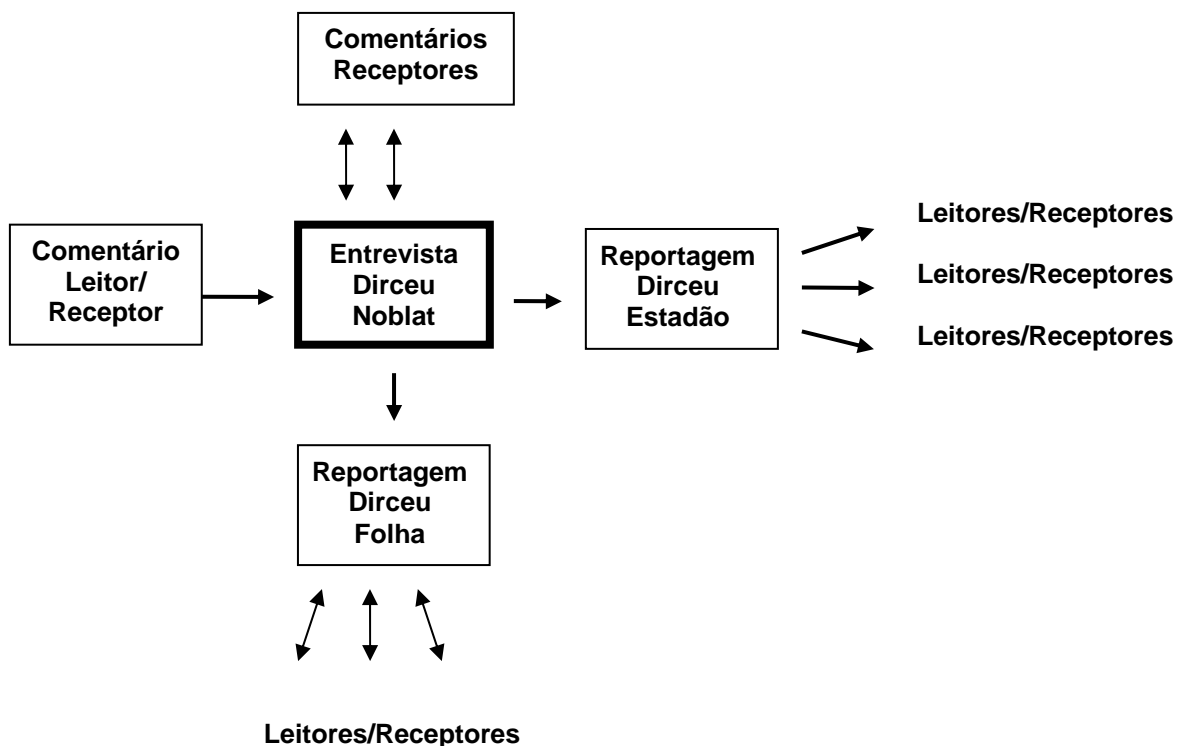 Comentários
Receptores
Comentário
Leitor/
Receptor
Entrevista
Dirceu
Noblat
Reportagem
Dirceu
Estadão
Leitores/Receptores
Leitores/Receptores
Leitores/Receptores
Reportagem
Dirceu
Folha
Leitores/Receptores